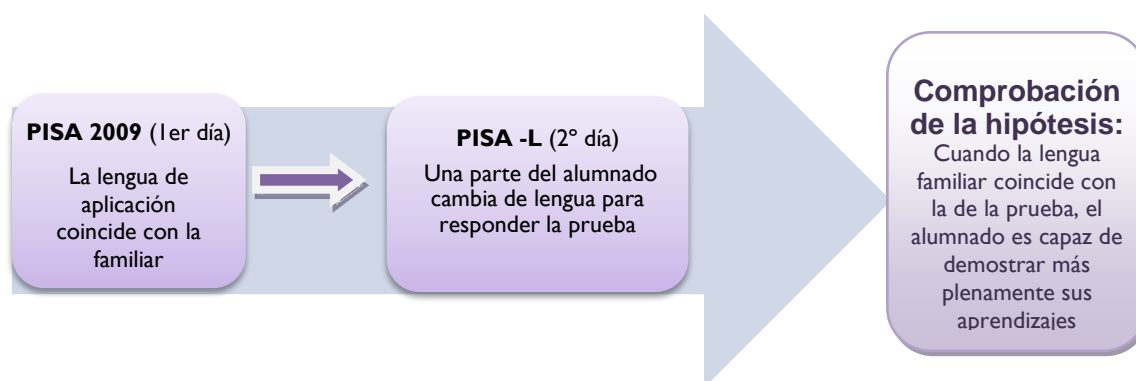 PISA 2009 (1er día)
La lengua de
aplicación
coincide con la
familiar
PISA -L (2º día)
Una parte del alumnado
cambia de lengua para
responder la prueba
Comprobación
de la hipótesis:
Cuando la lengua
familiar coincide con
la de la prueba, el
alumnado es capaz de
demostrar más
plenamente sus
aprendizajes